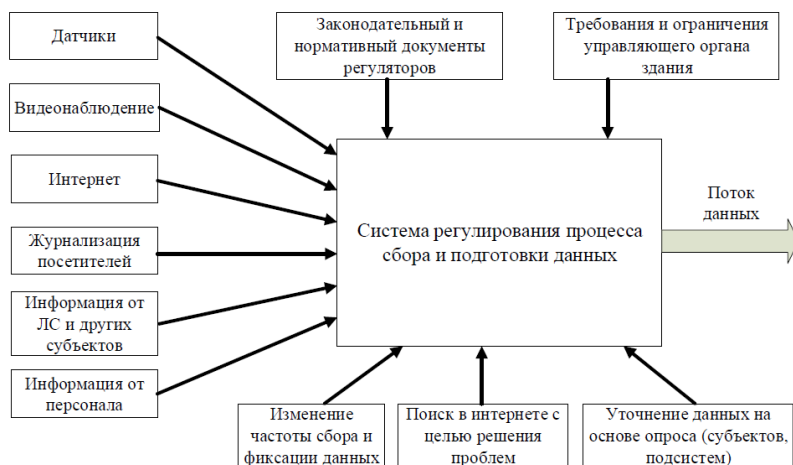 Датчики
Видеонаблюдение
Интернет
Журнализация
посетителей
Информация от
ЛС и других
субъектов
Информация от
персонала
Законодательный и
нормативный документы
регуляторов
Требования и ограничения
управляющего органа
здания
Система регулирования процесса
сбора и подготовки данных
Поток
данных
Изменение
частоты сбора и
фиксации данных
Поиск в интернете с
целью решения
проблем
Уточнение данных на
основе опроса (субъектов,
подсистем)